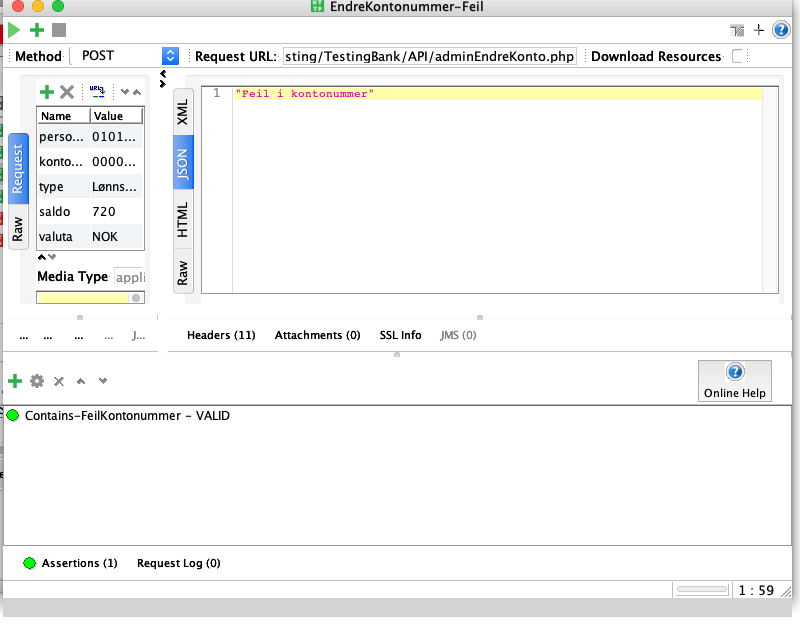 EndreKontonummer-Feil
Method POST Request URL: sting/TestingBank/API/adminEndreKonto.php Download Resources
Request
Raw
Name Value
perso... 0101...
konto... 0000...
type Lønns...
saldo 720
valuta NOK
Media Type appli
XML
JSON
HTML
Raw
1 "Feil i kontonummer"
... ... ... ... J...
Headers (11) Attachments (0) SSL Info JMS (0)
Online Help
Contains-FeilKontonummer - VALID
Assertions (1) Request Log (0)
1 : 59